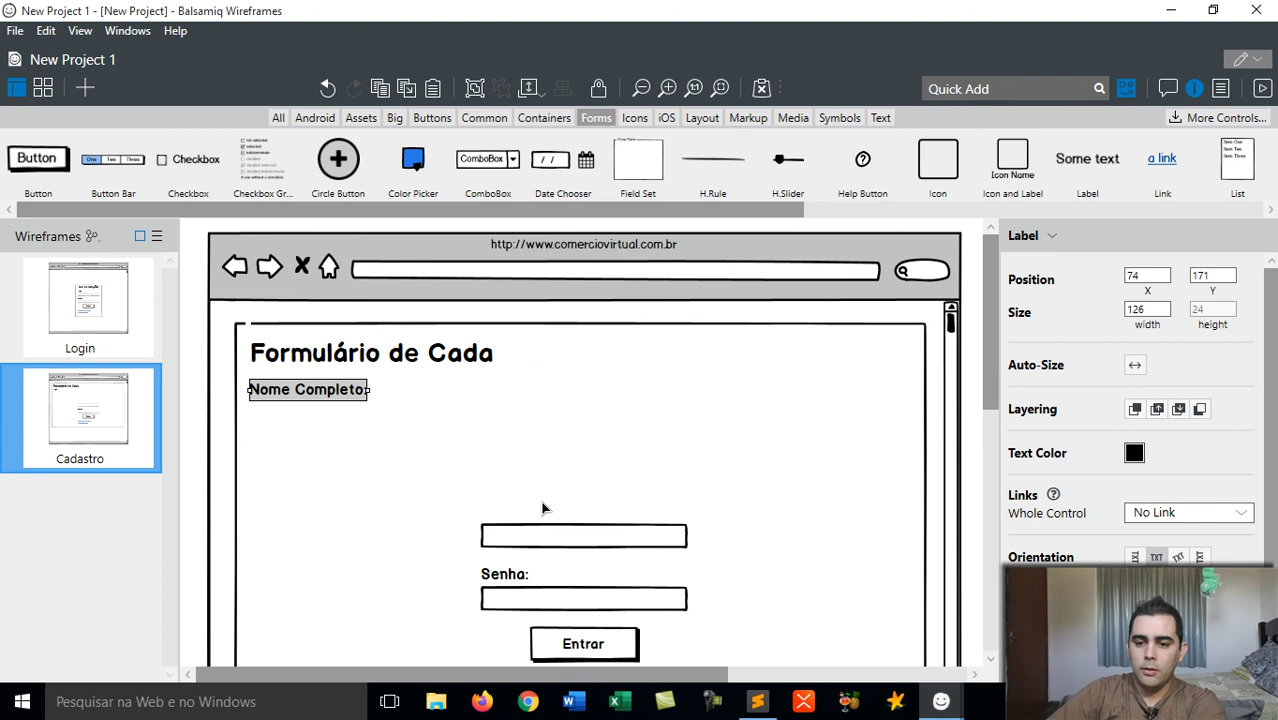 New Project 1 - [New Project] - Balsamiq Wireframes
File Edit View Windows Help
New Project 1
Quick Add
All Android Assets Big Buttons Common Containers Forms Icons iOS Layout Markup Media Symbols Text More Controls...
Button One Two Three Checkbox ComboBox / / Icon Name Some text a link
Button Button Bar Checkbox Checkbox Gr... Circle Button Color Picker ComboBox Date Chooser Field Set H.Rule H.Slider Help Button Icon Icon and Label Label Link List
Wireframes
Login
Cadastro
http://www.comerciovirtual.com.br
Formulário de Cada
Nome Completo:
Senha:
Entrar
Label
Position 74 171
X Y
Size 126 24
width height
Auto-Size
Layering
Text Color
Links
Whole Control No Link
Orientation TXT
Pesquisar na Web e no Windows